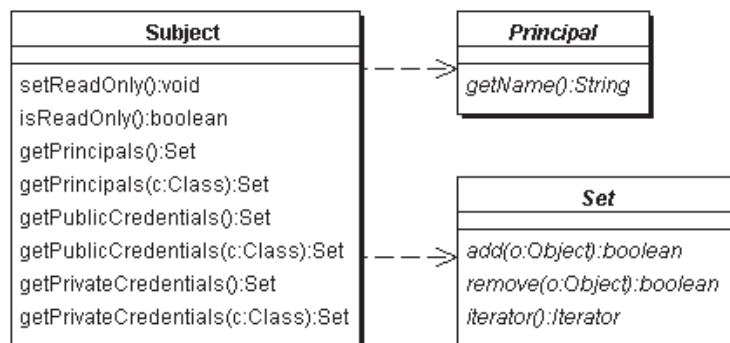 Subject
setReadOnly():void
isReadOnly():boolean
getPrincipals():Set
getPrincipals(c:Class):Set
getPublicCredentials():Set
getPublicCredentials(c:Class):Set
getPrivateCredentials():Set
getPrivateCredentials(c:Class):Set
Principal
getName():String
Set
add(o:Object):boolean
remove(o:Object):boolean
iterator():Iterator